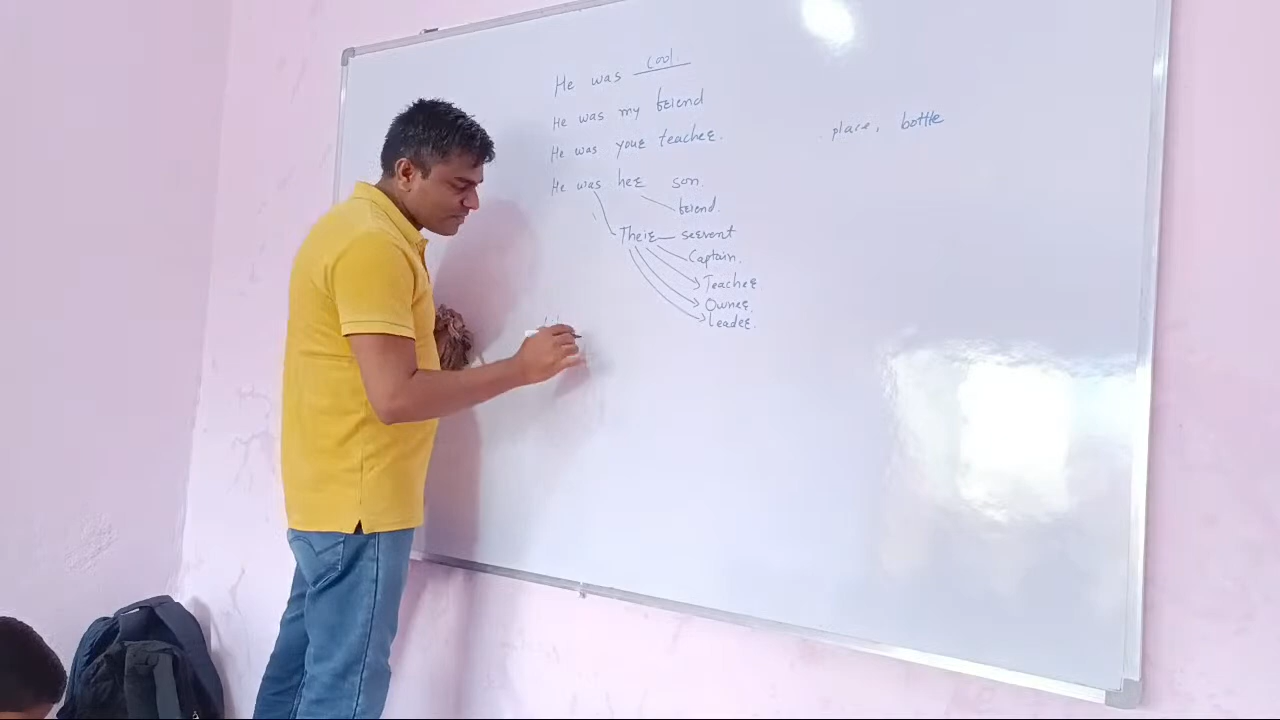 He was cool.
He was my friend
He was your teacher.
place, bottle
He was her son.
friend.
Their servent
Captain.
Teacher
Owner.
leader.